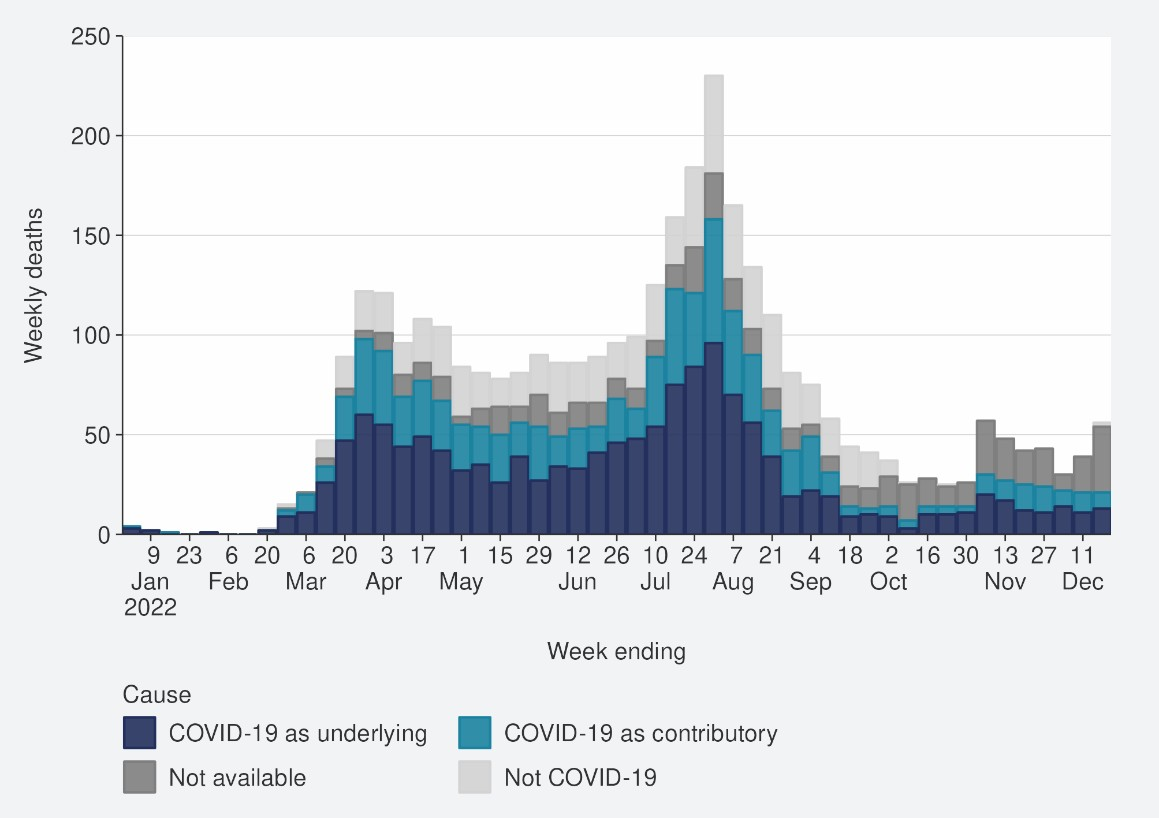 250
200
150
100
50
0
Weekly deaths
9 23 6 20 6 20 3 17 1 15 29 12 26 10 24 7 21 4 18 2 16 30 13 27 11
Jan Feb Mar Apr May Jun Jul Aug Sep Oct Nov Dec
2022
Week ending
Cause
COVID-19 as underlying COVID-19 as contributory
Not available Not COVID-19